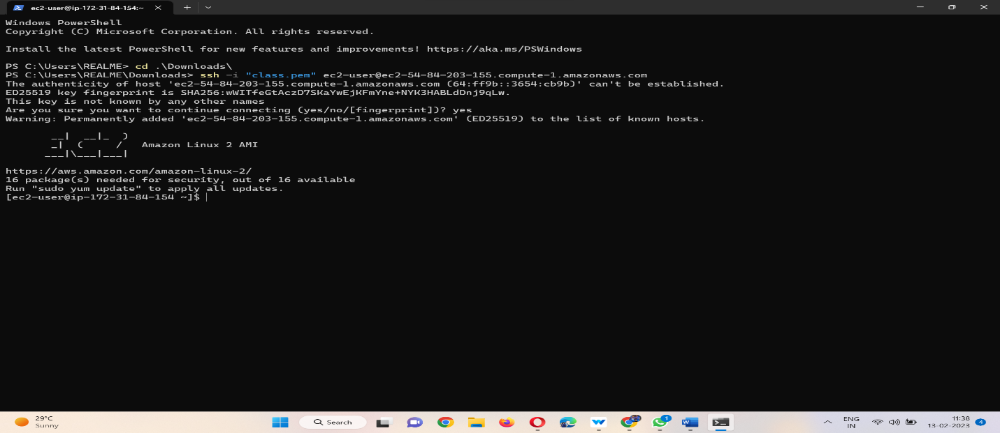 ec2-user@ip-172-31-84-154:~
Windows PowerShell
Copyright (C) Microsoft Corporation. All rights reserved.
Install the latest PowerShell for new features and improvements! https://aka.ms/PSWindows
PS C:\Users\REALME> cd .\Downloads\
PS C:\Users\REALME\Downloads> ssh -i "class.pem" ec2-user@ec2-54-84-203-155.compute-1.amazonaws.com
The authenticity of host 'ec2-54-84-203-155.compute-1.amazonaws.com (64:ff9b::3654:cb9b)' can't be established.
ED25519 key fingerprint is SHA256:wWITfeGtAczD7SKaYwEjKFmYne+NYK3HABLdDnj9qLw.
This key is not known by any other names
Are you sure you want to continue connecting (yes/no/[fingerprint])? yes
Warning: Permanently added 'ec2-54-84-203-155.compute-1.amazonaws.com' (ED25519) to the list of known hosts.
       __|  __|_  )
       _|  (     /   Amazon Linux 2 AMI
      ___|\___|___|
https://aws.amazon.com/amazon-linux-2/
16 package(s) needed for security, out of 16 available
Run "sudo yum update" to apply all updates.
[ec2-user@ip-172-31-84-154 ~]$
29°C
Sunny
Search
1
W
ENG
IN
11:38
13-02-2023
4